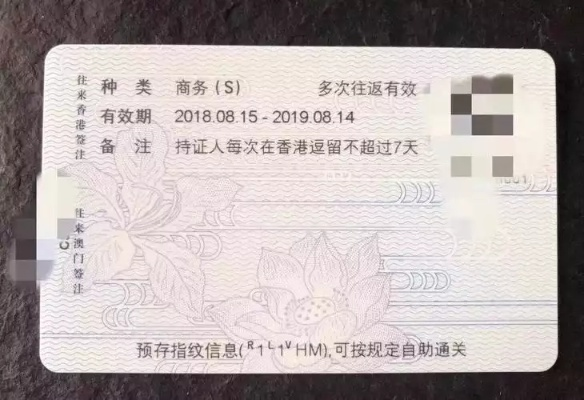 往来香港签注
种 类 商务(S) 多次往返有效
有效期 2018.08.15 - 2019.08.14
备 注 持证人每次在香港逗留不超过7天
往来澳门签注
预存指纹信息(R1L1VHM),可按规定自助通关